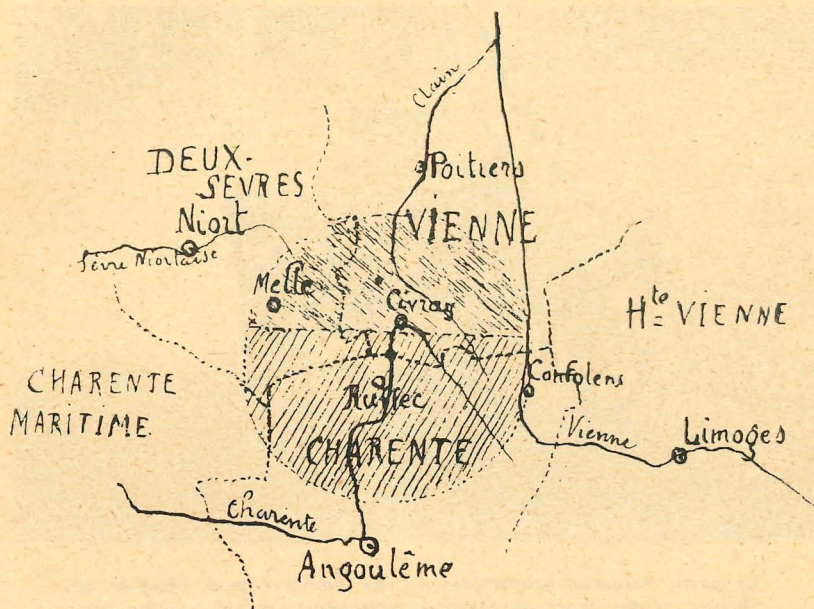 Clain
Poitiers
DEUX-
SEVRES
VIENNE
Niort
Sèvre Niortaise
Melle
Civray
Hte VIENNE
Confolens
CHARENTE
MARITIME
Ruffec
CHARENTE
Vienne
Limoges
Charente
Angoulême